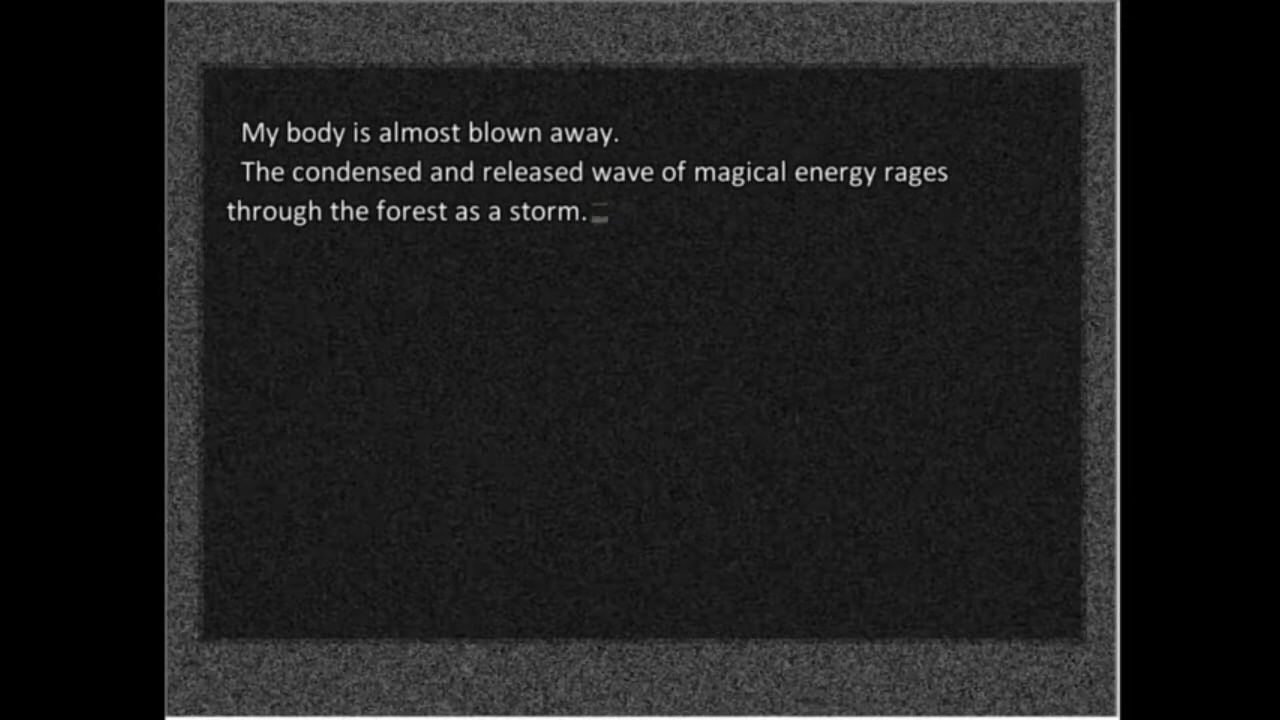 My body is almost blown away.
The condensed and released wave of magical energy rages
through the forest as a storm.